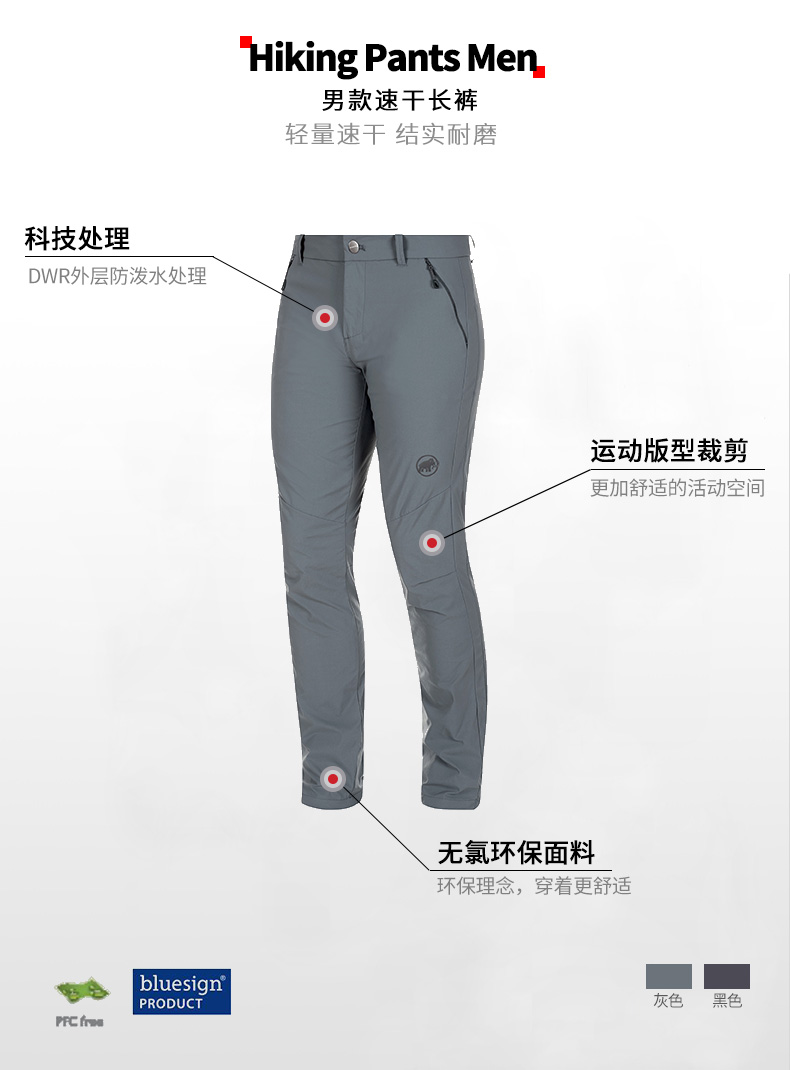 Hiking Pants Men
男款速干长裤
轻量速干 结实耐磨
科技处理
DWR外层防泼水处理
运动版型裁剪
更加舒适的活动空间
无氯环保面料
环保理念，穿着更舒适
PFC free
bluesign®
PRODUCT
灰色
黑色